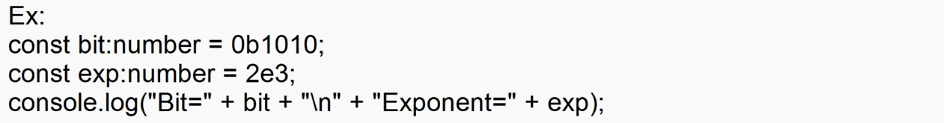 Ex:
const bit:number = 0b1010;
const exp:number = 2e3;
console.log("Bit=" + bit + "\n" + "Exponent=" + exp);